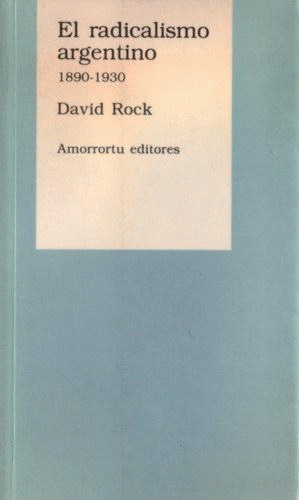 El radicalismo
argentino
1890-1930
David Rock
Amorrortu editores